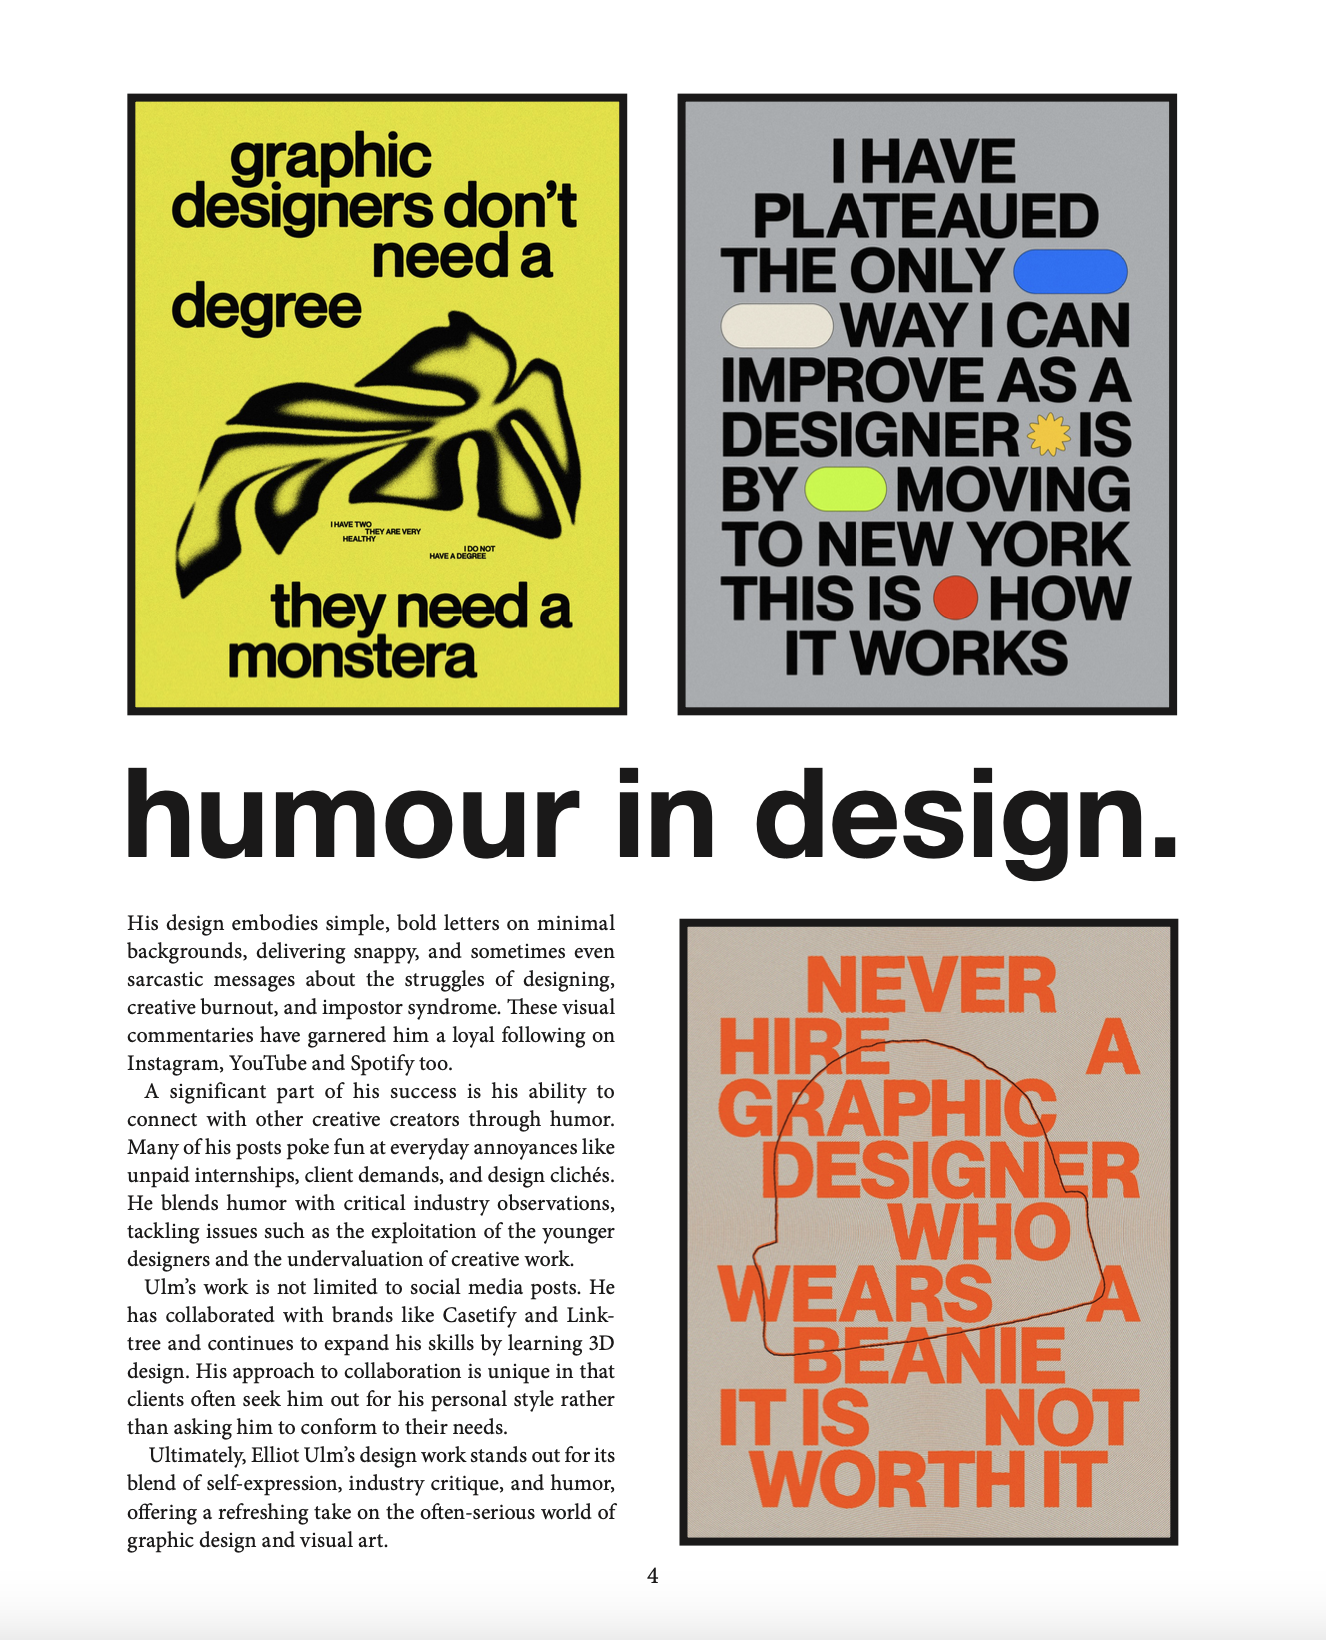 graphic
designers don't
need a
degree
I HAVE TWO
THEY ARE VERY
HEALTHY
I DO NOT
HAVE A DEGREE
they need a
monstera
I HAVE
PLATEAUED
THE ONLY
WAY I CAN
IMPROVE AS A
DESIGNER IS
BY MOVING
TO NEW YORK
THIS IS HOW
IT WORKS
humour in design.
His design embodies simple, bold letters on minimal
backgrounds, delivering snappy, and sometimes even
sarcastic messages about the struggles of designing,
creative burnout, and impostor syndrome. These visual
commentaries have garnered him a loyal following on
Instagram, YouTube and Spotify too.
A significant part of his success is his ability to
connect with other creative creators through humor.
Many of his posts poke fun at everyday annoyances like
unpaid internships, client demands, and design clichés.
He blends humor with critical industry observations,
tackling issues such as the exploitation of the younger
designers and the undervaluation of creative work.
Ulm's work is not limited to social media posts. He
has collaborated with brands like Casetify and Link-
tree and continues to expand his skills by learning 3D
design. His approach to collaboration is unique in that
clients often seek him out for his personal style rather
than asking him to conform to their needs.
Ultimately, Elliot Ulm's design work stands out for its
blend of self-expression, industry critique, and humor,
offering a refreshing take on the often-serious world of
graphic design and visual art.
NEVER
HIRE A
GRAPHIC
DESIGNER
WHO
WEARS A
BEANIE
IT IS NOT
WORTH IT
4